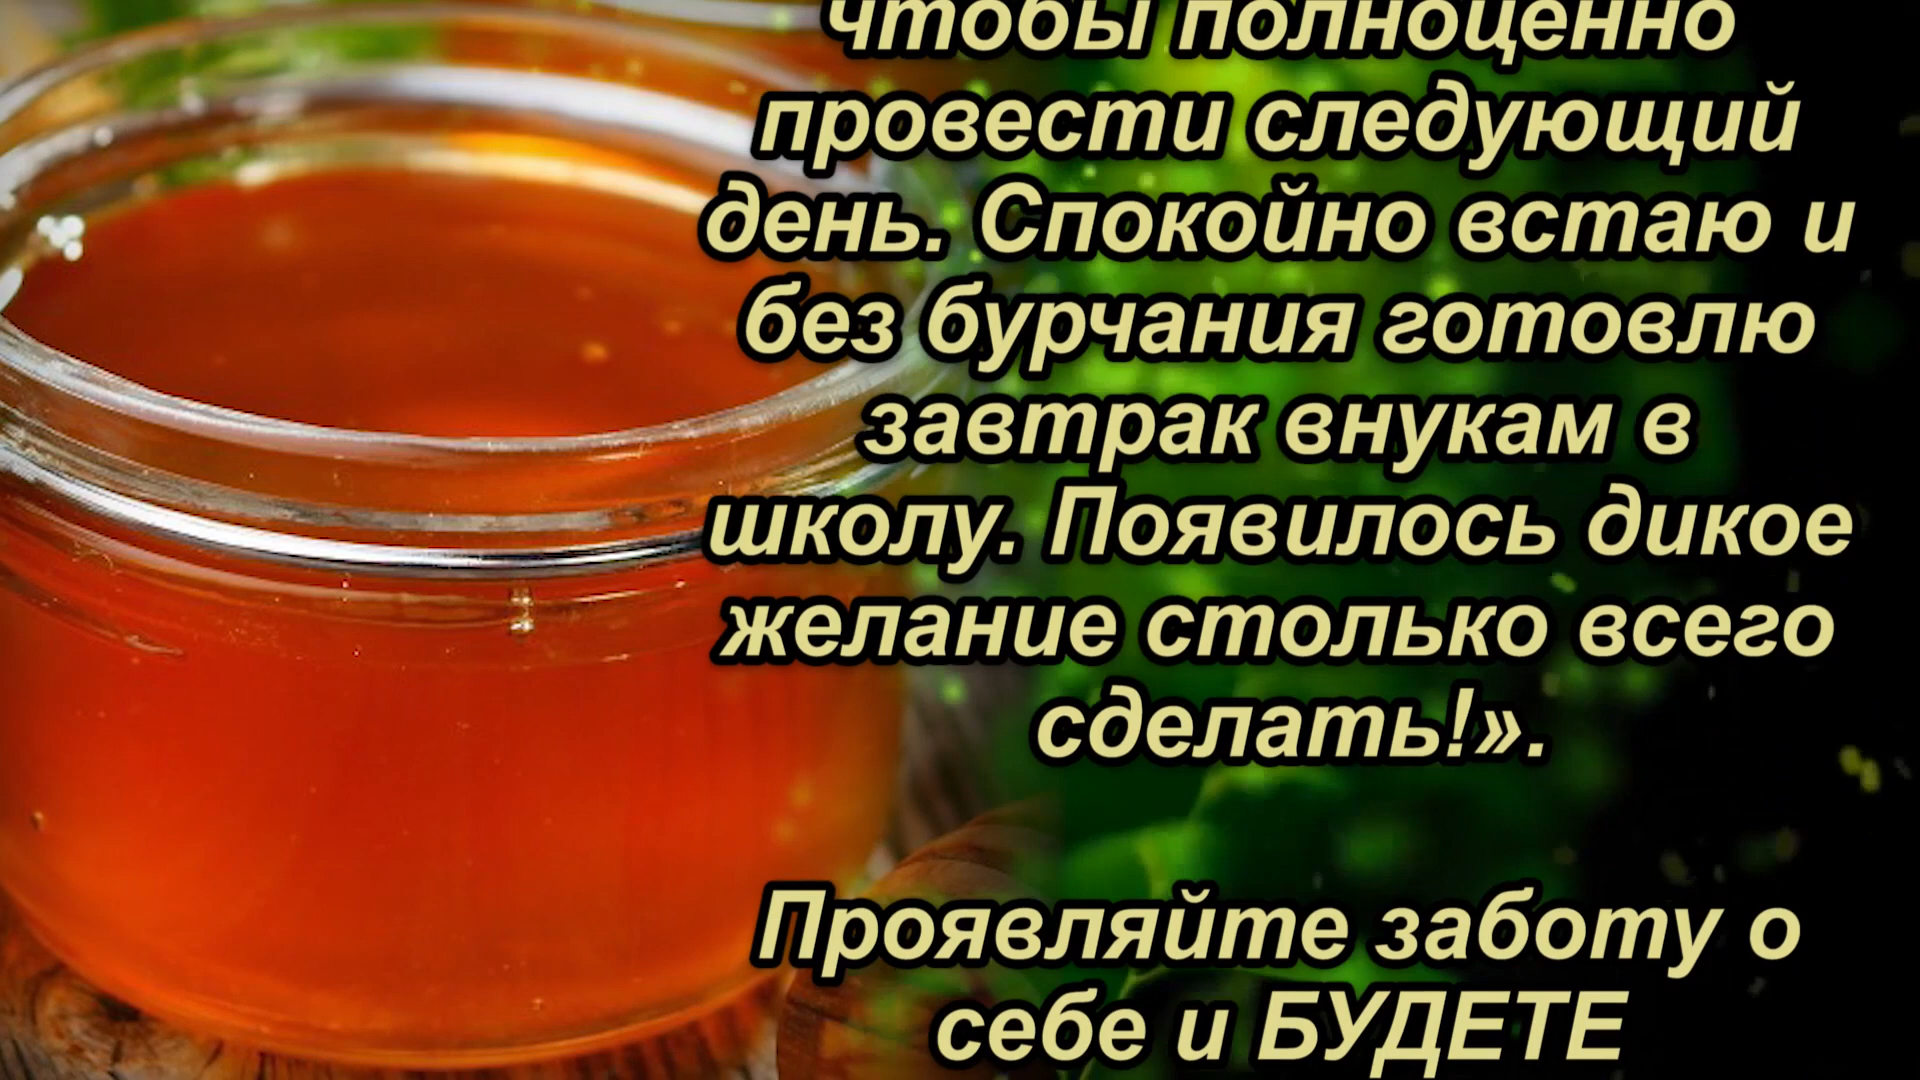 чтобы полноценно
провести следующий
день. Спокойно встаю и
без бурчания готовлю
завтрак внукам в
школу. Появилось дикое
желание столько всего
сделать!».
Проявляйте заботу о
себе и БУДЕТЕ